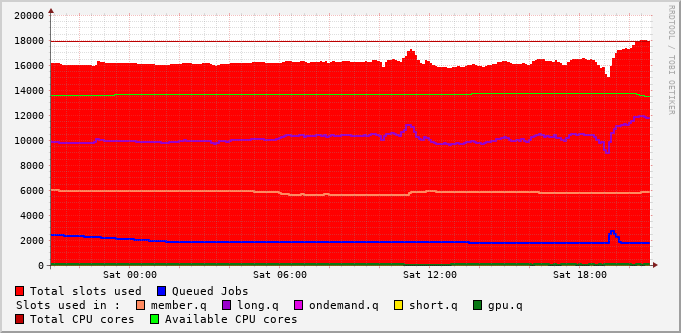 20000
18000
16000
14000
12000
10000
8000
6000
4000
2000
0
Sat 00:00 Sat 06:00 Sat 12:00 Sat 18:00
RRDTOOL / TOBI OETIKER
Total slots used Queued Jobs
Slots used in : member.q long.q ondemand.q short.q gpu.q
Total CPU cores Available CPU cores